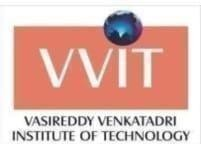 VVIT
VASIREDDY VENKATADRI
INSTITUTE OF TECHNOLOGY